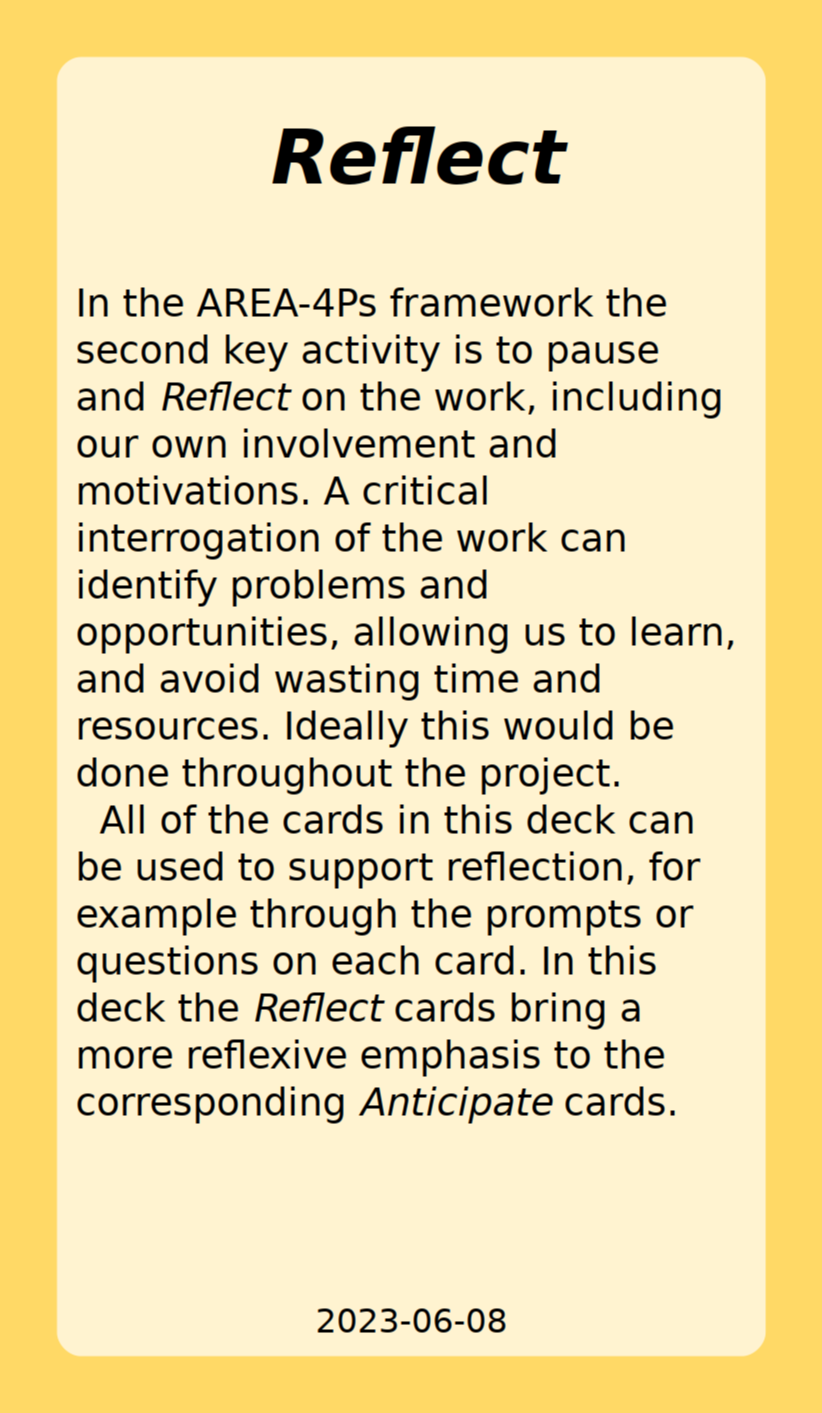 Reflect
In the AREA-4Ps framework the
second key activity is to pause
and Reflect on the work, including
our own involvement and
motivations. A critical
interrogation of the work can
identify problems and
opportunities, allowing us to learn,
and avoid wasting time and
resources. Ideally this would be
done throughout the project.
All of the cards in this deck can
be used to support reflection, for
example through the prompts or
questions on each card. In this
deck the Reflect cards bring a
more reflexive emphasis to the
corresponding Anticipate cards.
2023-06-08